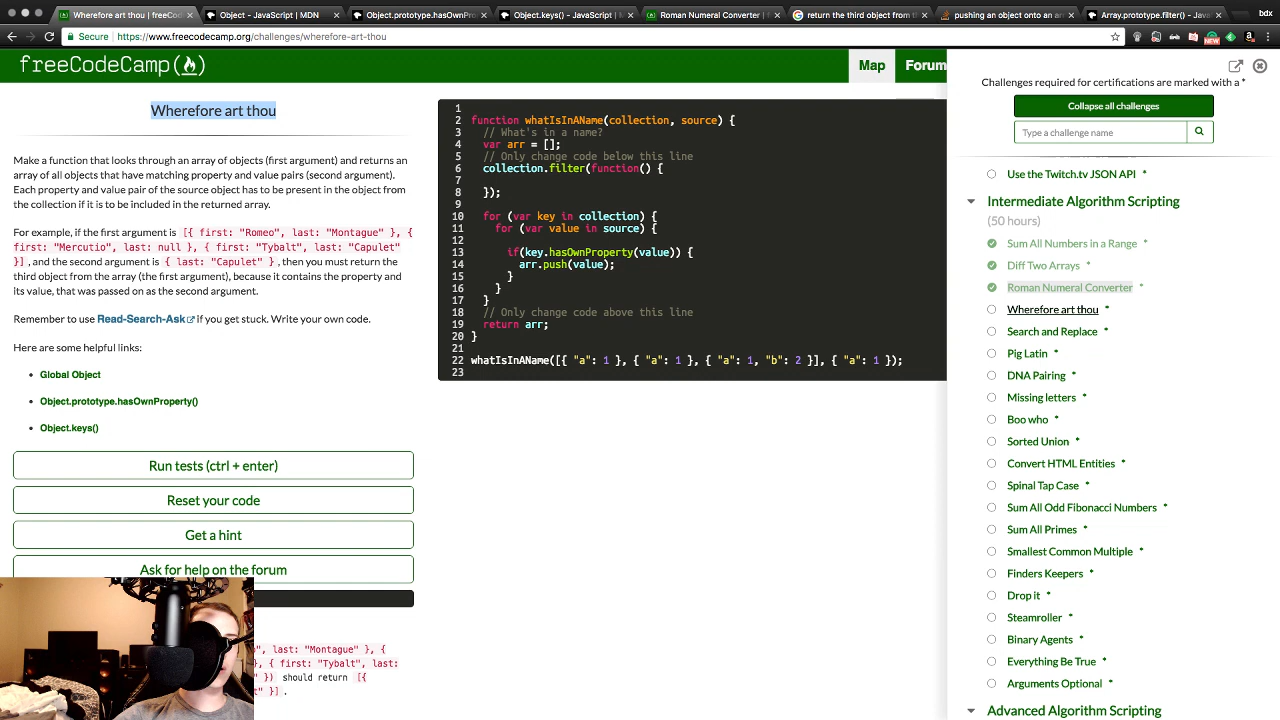 Wherefore art thou | freeCodeC
Object - JavaScript | MDN
Object.prototype.hasOwnPro
Object.keys() - JavaScript |
Roman Numeral Converter |
return the third object from th
pushing an object onto an arr
Array.prototype.filter() - Javas
bdx
Secure
https://www.freecodecamp.org/challenges/wherefore-art-thou
NEW
freeCodeCamp
Map
Forum
Wherefore art thou
Make a function that looks through an array of objects (first argument) and returns an
array of all objects that have matching property and value pairs (second argument).
Each property and value pair of the source object has to be present in the object from
the collection if it is to be included in the returned array.
For example, if the first argument is [{ first: "Romeo", last: "Montague" }, {
first: "Mercutio", last: null }, { first: "Tybalt", last: "Capulet"
}] , and the second argument is { last: "Capulet" } , then you must return the
third object from the array (the first argument), because it contains the property and
its value, that was passed on as the second argument.
Remember to use Read-Search-Ask if you get stuck. Write your own code.
Here are some helpful links:
Global Object
Object.prototype.hasOwnProperty()
Object.keys()
Run tests (ctrl + enter)
Reset your code
Get a hint
Ask for help on the forum
", last: "Montague" }, {
}, { first: "Tybalt", last:
" }) should return [{
t" }] .
1
2 function whatIsInAName(collection, source) {
3 // What's in a name?
4 var arr = [];
5 // Only change code below this line
6 collection.filter(function() {
7
8 });
9
10 for (var key in collection) {
11 for (var value in source) {
12
13 if(key.hasOwnProperty(value)) {
14 arr.push(value);
15 }
16 }
17 }
18 // Only change code above this line
19 return arr;
20 }
21
22 whatIsInAName([{ "a": 1 }, { "a": 1 }, { "a": 1, "b": 2 }], { "a": 1 });
23
Challenges required for certifications are marked with a *
Collapse all challenges
Type a challenge name
Use the Twitch.tv JSON API *
Intermediate Algorithm Scripting
(50 hours)
Sum All Numbers in a Range *
Diff Two Arrays *
Roman Numeral Converter *
Wherefore art thou *
Search and Replace *
Pig Latin *
DNA Pairing *
Missing letters *
Boo who *
Sorted Union *
Convert HTML Entities *
Spinal Tap Case *
Sum All Odd Fibonacci Numbers *
Sum All Primes *
Smallest Common Multiple *
Finders Keepers *
Drop it *
Steamroller *
Binary Agents *
Everything Be True *
Arguments Optional *
Advanced Algorithm Scripting